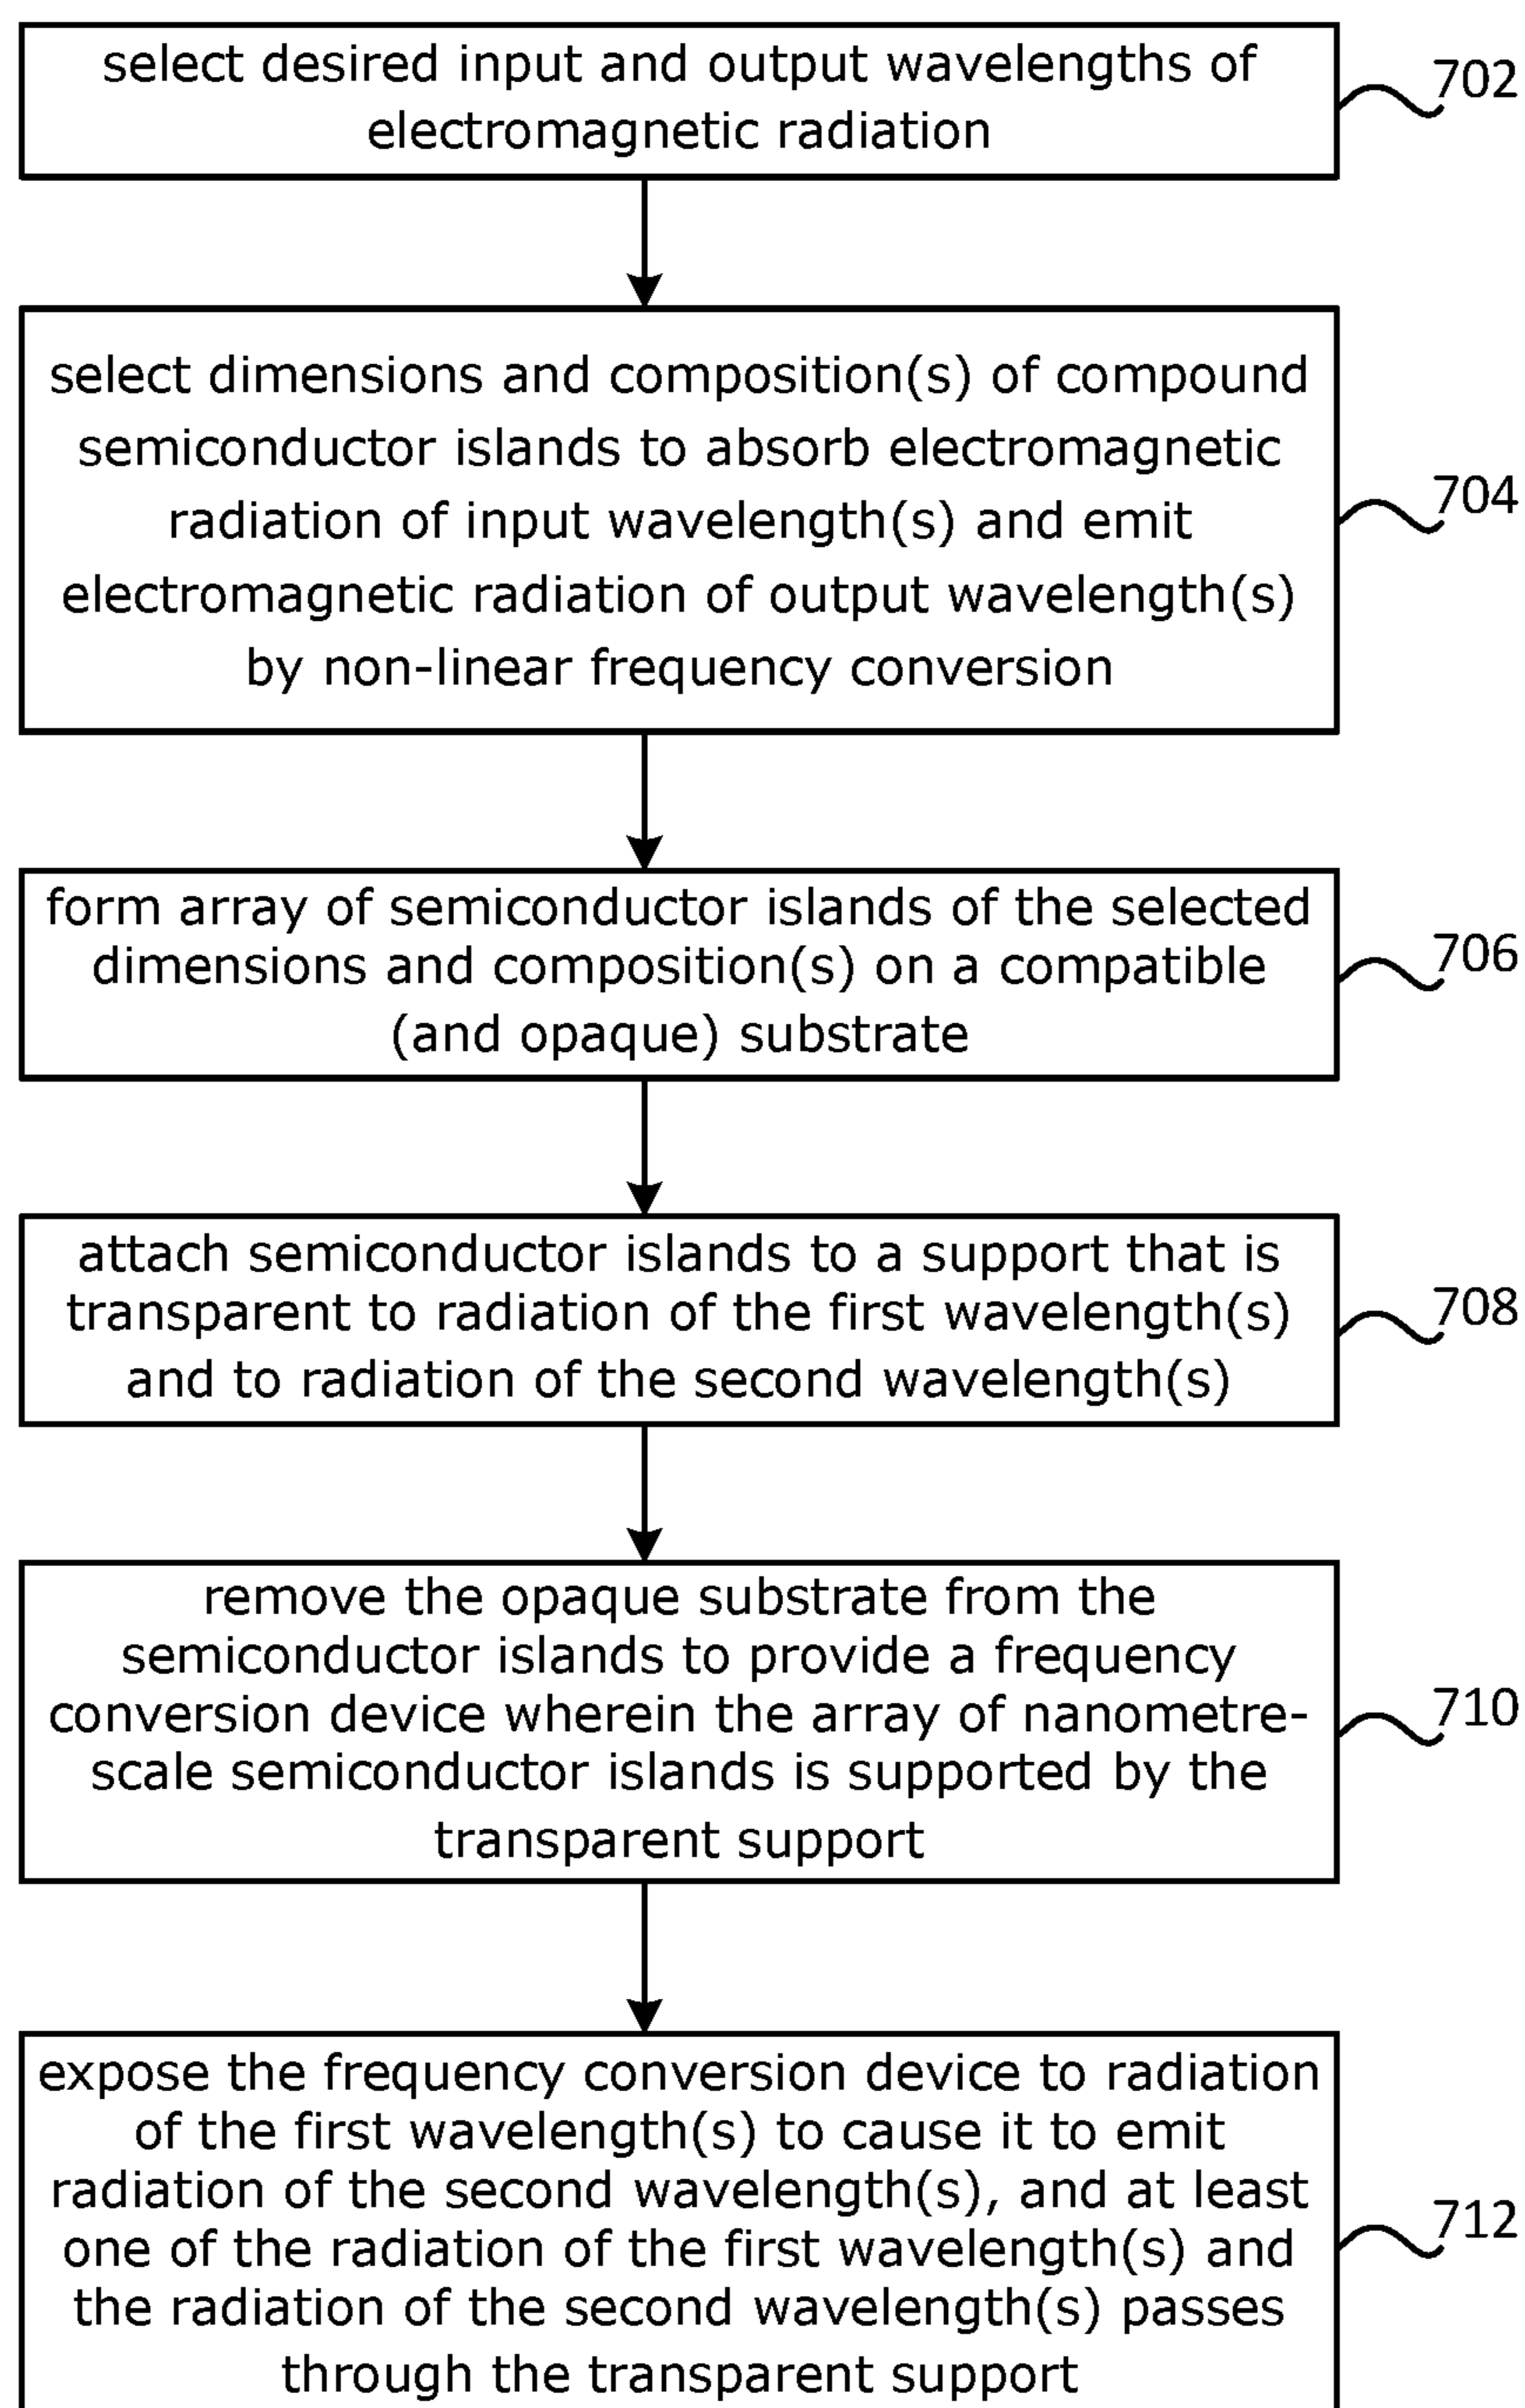 select desired input and output wavelengths of
electromagnetic radiation
702
select dimensions and composition(s) of compound
semiconductor islands to absorb electromagnetic
radiation of input wavelength(s) and emit
electromagnetic radiation of output wavelength(s)
by non-linear frequency conversion
704
form array of semiconductor islands of the selected
dimensions and composition(s) on a compatible
(and opaque) substrate
706
attach semiconductor islands to a support that is
transparent to radiation of the first wavelength(s)
and to radiation of the second wavelength(s)
708
remove the opaque substrate from the
semiconductor islands to provide a frequency
conversion device wherein the array of nanometre-
scale semiconductor islands is supported by the
transparent support
710
expose the frequency conversion device to radiation
of the first wavelength(s) to cause it to emit
radiation of the second wavelength(s), and at least
one of the radiation of the first wavelength(s) and
the radiation of the second wavelength(s) passes
through the transparent support
712